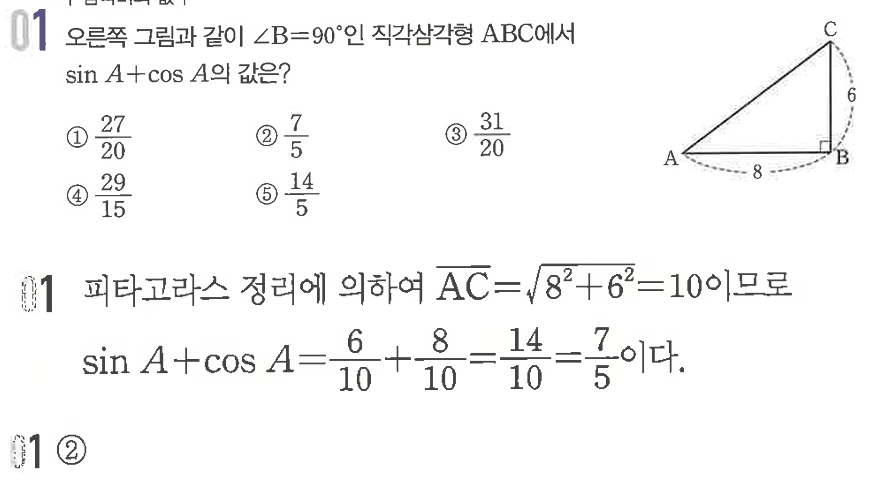 01 오른쪽 그림과 같이 ∠B=90°인 직각삼각형 ABC에서
sin A+cos A의 값은?
① 27/20 ② 7/5 ③ 31/20
④ 29/15 ⑤ 14/5
C
6
A
B
8
01 피타고라스 정리에 의하여 A̅C̅=√(8²+6²)=10이므로
sin A+cos A=6/10+8/10=14/10=7/5이다.
01 ②